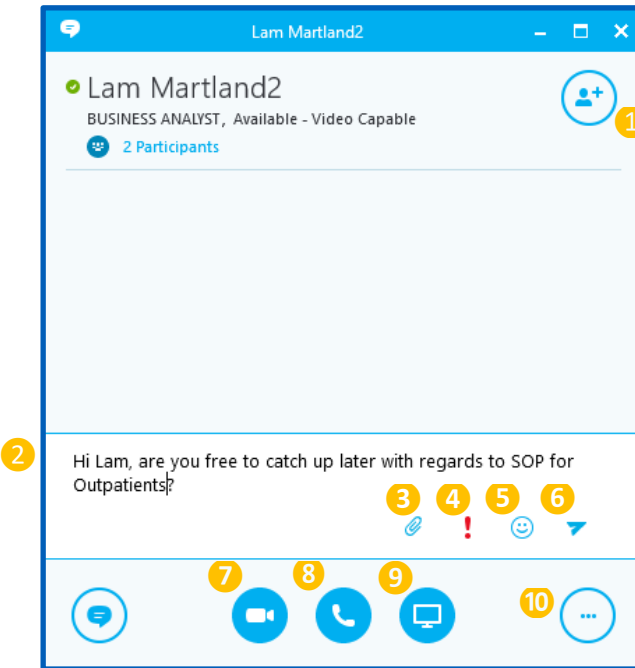 Lam Martland2
Lam Martland2
1
BUSINESS ANALYST, Available - Video Capable
2 Participants
2
Hi Lam, are you free to catch up later with regards to SOP for
Outpatients?
3 4 5 6
7 8 9
10